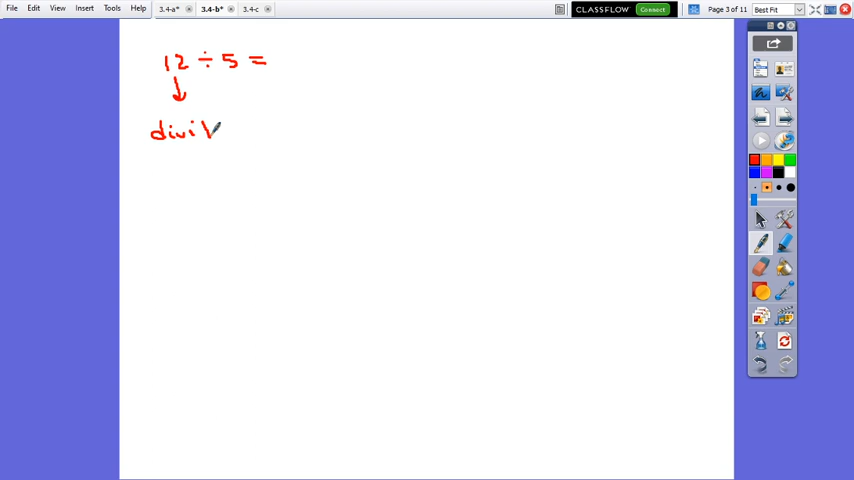 File Edit View Insert Tools Help 3.4-a* 3.4-b* 3.4-c CLASSFLOW Connect Page 3 of 11 Best Fit
12 ÷ 5 =
↓